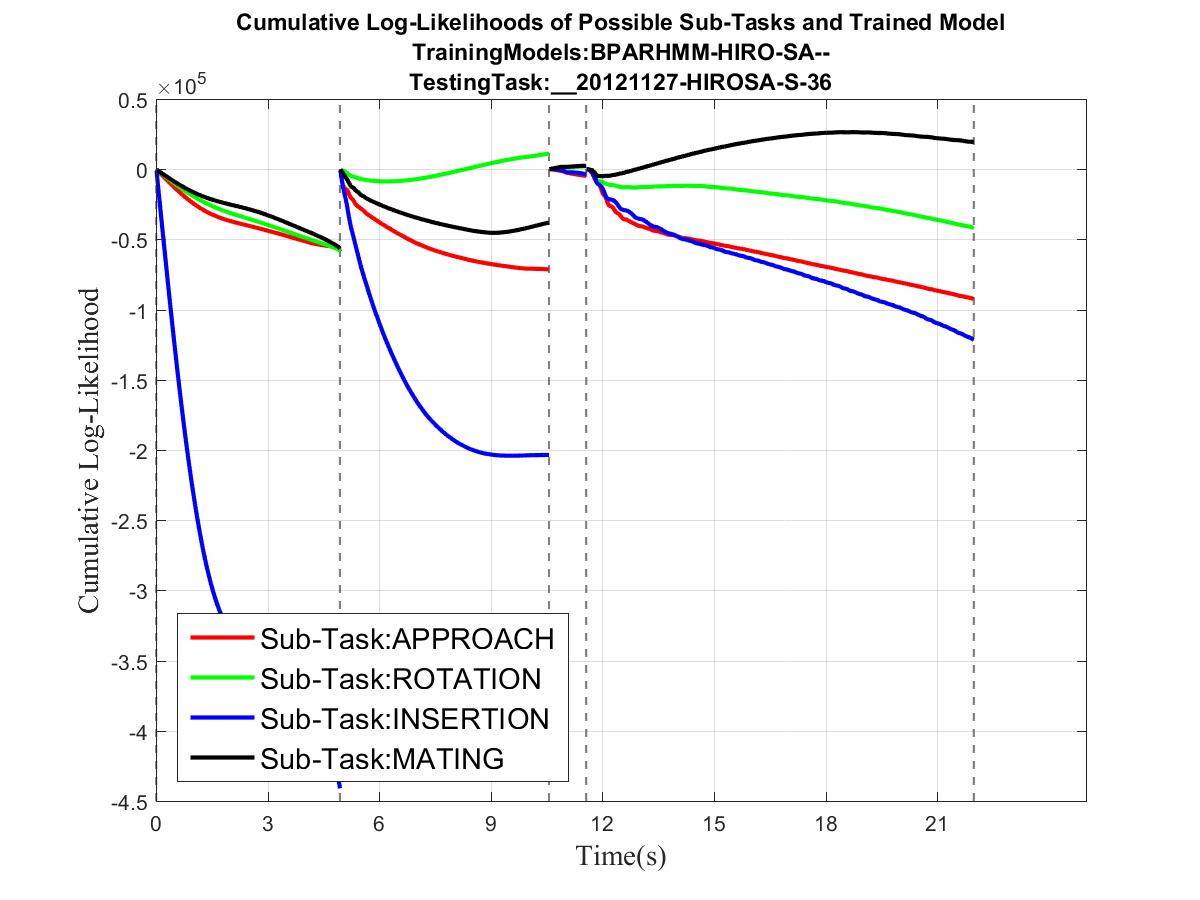 Cumulative Log-Likelihoods of Possible Sub-Tasks and Trained Model
TrainingModels:BPARHMM-HIRO-SA--
TestingTask:__20121127-HIROSA-S-36
×10⁵
0.5
0
-0.5
-1
-1.5
-2
-2.5
-3
-3.5
-4
-4.5
Cumulative Log-Likelihood
Sub-Task:APPROACH
Sub-Task:ROTATION
Sub-Task:INSERTION
Sub-Task:MATING
0 3 6 9 12 15 18 21
Time(s)